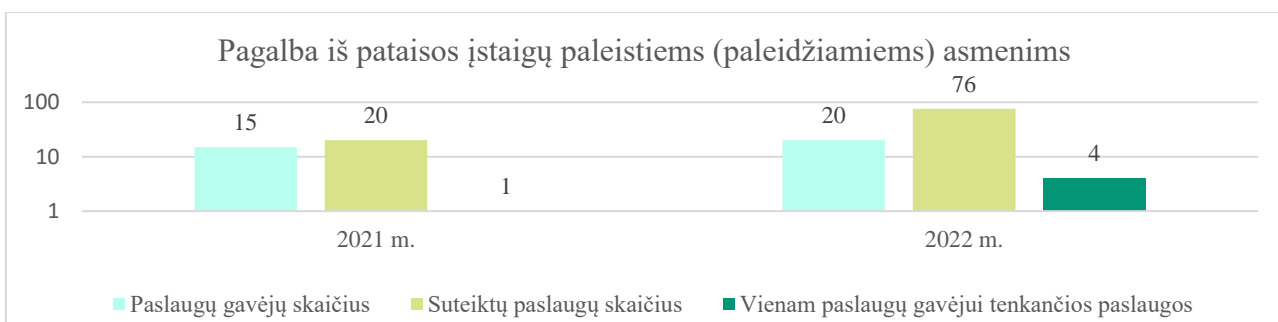 Pagalba iš pataisos įstaigų paleistiems (paleidžiamiems) asmenims
100
10
1
15
20
1
20
76
4
2021 m.
2022 m.
Paslaugų gavėjų skaičius
Suteiktų paslaugų skaičius
Vienam paslaugų gavėjui tenkančios paslaugos